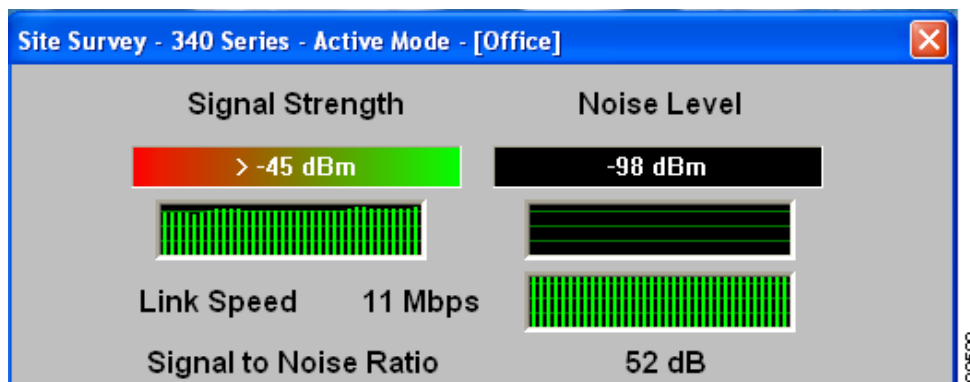 Site Survey - 340 Series - Active Mode - [Office]
Signal Strength
Noise Level
> -45 dBm
-98 dBm
Link Speed
11 Mbps
Signal to Noise Ratio
52 dB